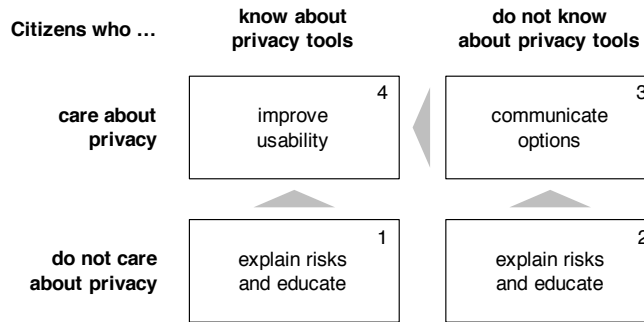 Citizens who ...
know about
privacy tools
do not know
about privacy tools
care about
privacy
4
improve
usability
3
communicate
options
do not care
about privacy
1
explain risks
and educate
2
explain risks
and educate